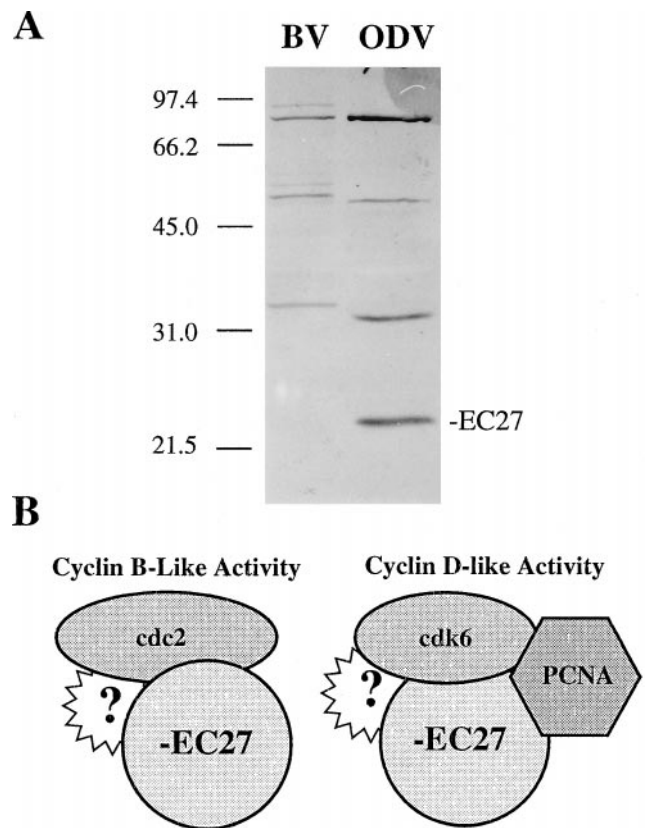 A
BV ODV
97.4
66.2
45.0
31.0
-EC27
21.5
B
Cyclin B-Like Activity
Cyclin D-like Activity
cdc2
?
-EC27
cdk6
?
-EC27
PCNA